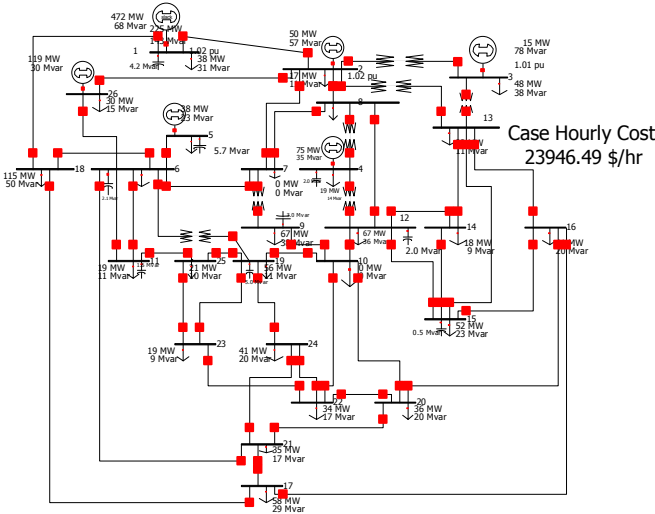 472 MW
68 Mvar
1
1.02 pu
38 MW
31 Mvar
4.2 Mvar
50 MW
57 Mvar
2
17 MW
1.02 pu
15 MW
78 Mvar
1.01 pu
3
48 MW
38 Mvar
119 MW
30 Mvar
26
30 MW
15 Mvar
5
5.7 Mvar
8
13
11 Mvar
Case Hourly Cost
23946.49 $/hr
115 MW
50 Mvar
18
6
2.1 Mvar
7
0 MW
0 Mvar
75 MW
35 Mvar
4
19 MW
14 Mvar
9
67 MW
12
67 MW
36 Mvar
2.0 Mvar
14
18 MW
9 Mvar
16
20 Mvar
19 MW
11 Mvar
11
21 MW
10 Mvar
25
19
56 MW
10
0 MW
15
0.5 Mvar
52 MW
23 Mvar
19 MW
9 Mvar
23
41 MW
20 Mvar
24
22
34 MW
17 Mvar
20
36 MW
20 Mvar
21
35 MW
17 Mvar
17
58 MW
29 Mvar